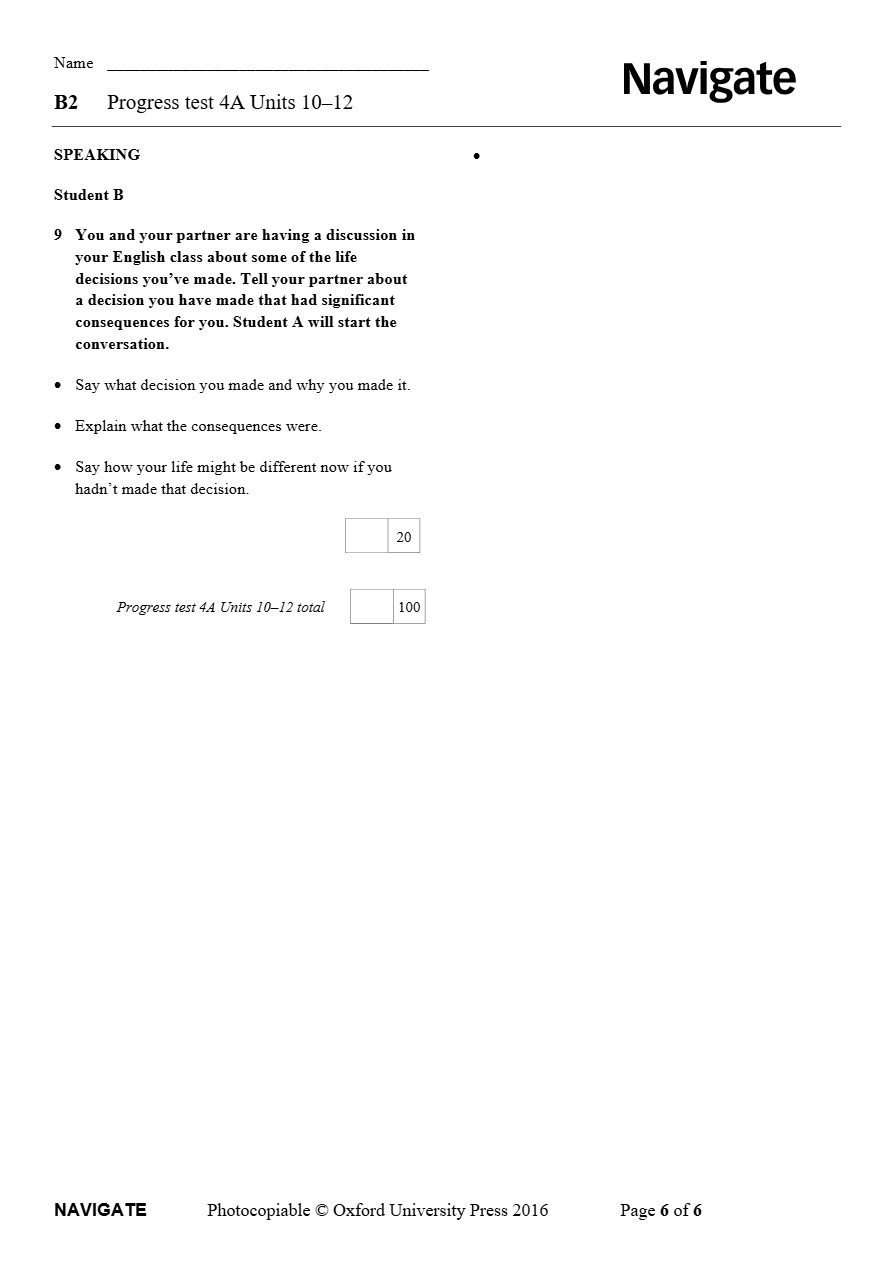 Name ________________________________________
Navigate
B2 Progress test 4A Units 10–12
SPEAKING
Student B
9 You and your partner are having a discussion in
your English class about some of the life
decisions you’ve made. Tell your partner about
a decision you have made that had significant
consequences for you. Student A will start the
conversation.
• Say what decision you made and why you made it.
• Explain what the consequences were.
• Say how your life might be different now if you
hadn’t made that decision.
20
Progress test 4A Units 10–12 total 100
•
NAVIGATE Photocopiable © Oxford University Press 2016 Page 6 of 6